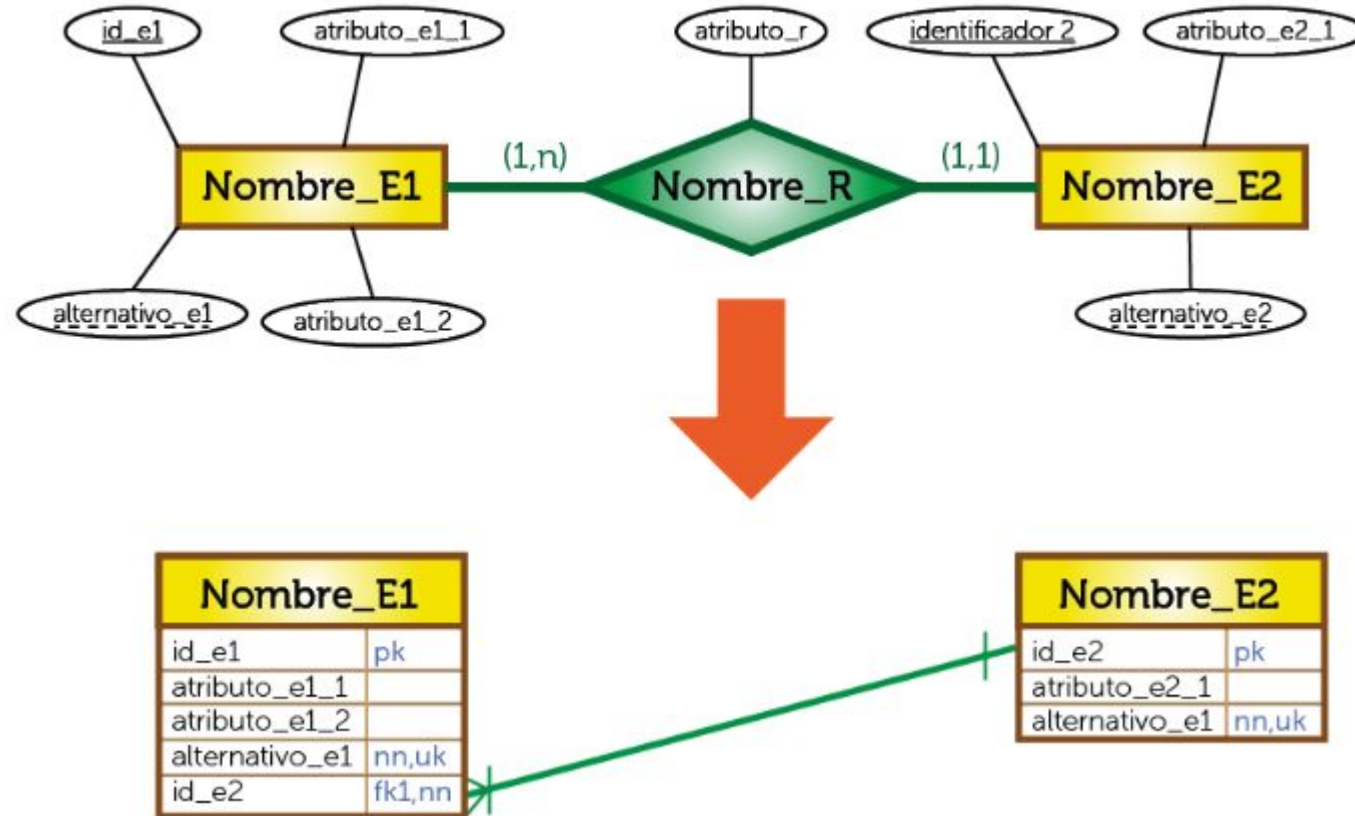 id_e1
atributo_e1_1
atributo_r
identificador 2
atributo_e2_1
Nombre_E1
(1,n)
Nombre_R
(1,1)
Nombre_E2
alternativo_e1
atributo_e1_2
alternativo_e2
Nombre_E1
id_e1 pk
atributo_e1_1
atributo_e1_2
alternativo_e1 nn,uk
id_e2 fk1,nn
Nombre_E2
id_e2 pk
atributo_e2_1
alternativo_e1 nn,uk